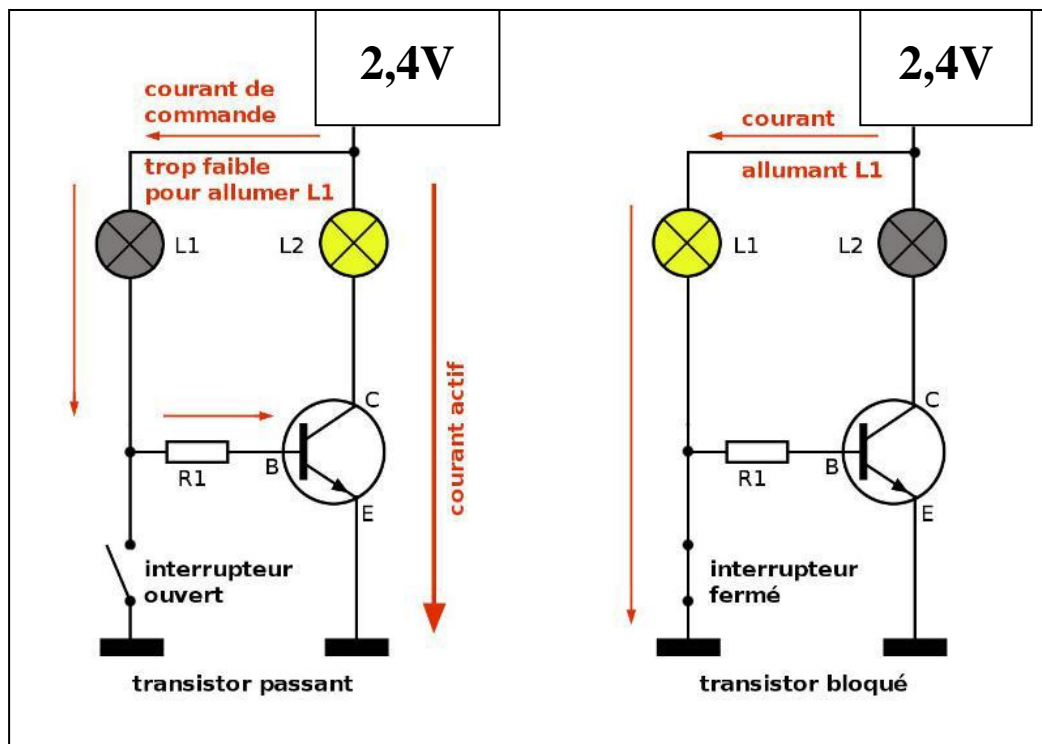 2,4V
courant de
commande
trop faible
pour allumer L1
L1
L2
courant actif
C
R1
B
E
interrupteur
ouvert
transistor passant
2,4V
courant
allumant L1
L1
L2
C
R1
B
E
interrupteur
fermé
transistor bloqué